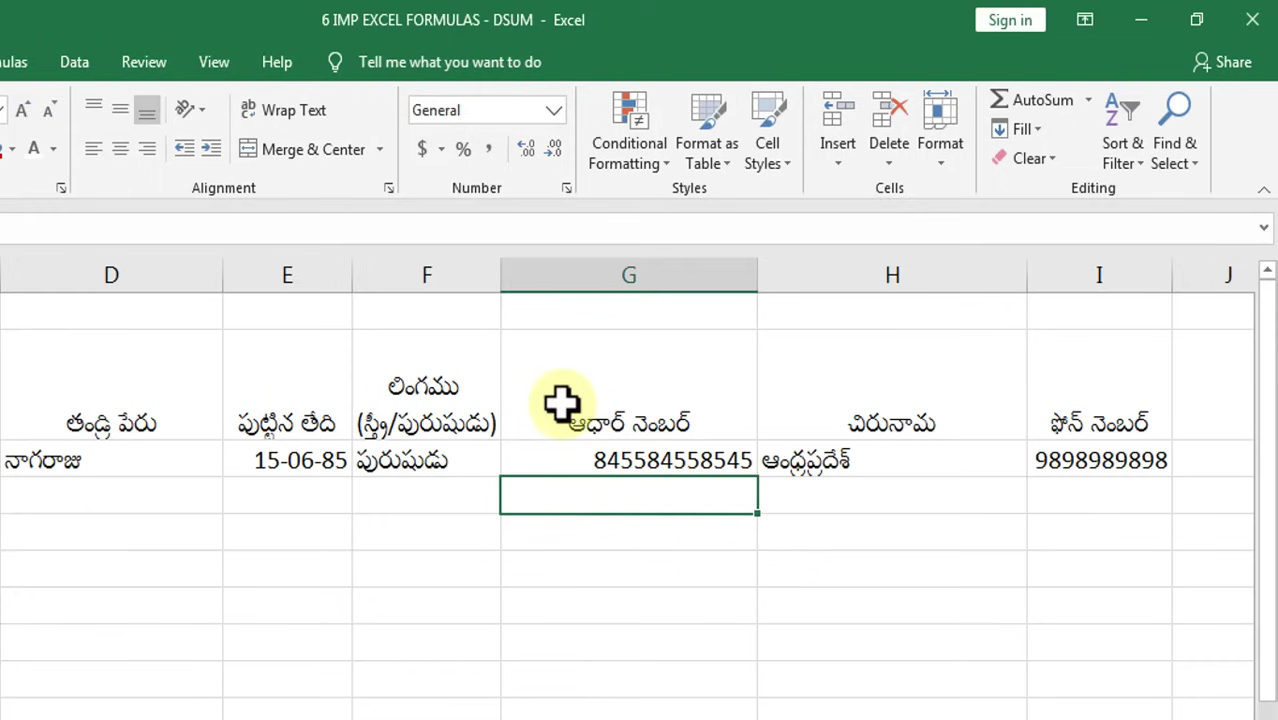 6 IMP EXCEL FORMULAS - DSUM - Excel
Sign in
ulas Data Review View Help Tell me what you want to do Share
Wrap Text General AutoSum
Merge & Center $ % , Conditional Formatting Format as Table Cell Styles Insert Delete Format Fill Clear Sort & Filter Find & Select
Alignment Number Styles Cells Editing
D E F G H I J
తండ్రి పేరు పుట్టిన తేది లింగము (స్త్రీ/పురుషుడు) ఆధార్ నెంబర్ చిరునామ ఫోన్ నెంబర్
నాగరాజు 15-06-85 పురుషుడు 845584558545 ఆంధ్రప్రదేశ్ 9898989898